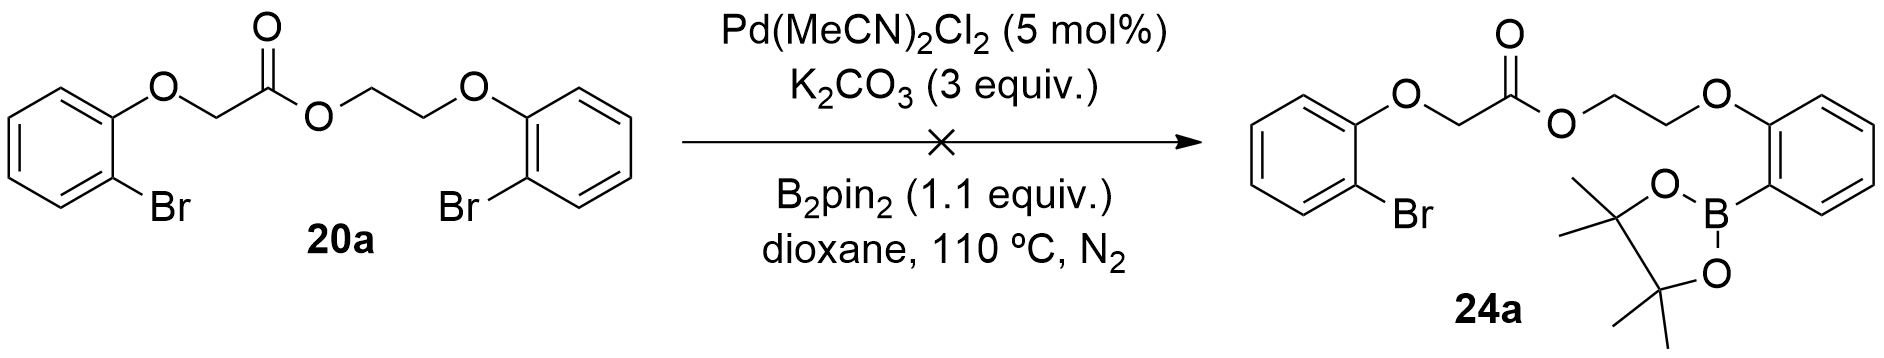 O
O
O
O
Br
Br
20a
Pd(MeCN)2Cl2 (5 mol%)
K2CO3 (3 equiv.)
B2pin2 (1.1 equiv.)
dioxane, 110 ºC, N2
O
O
O
O
Br
O
B
O
24a